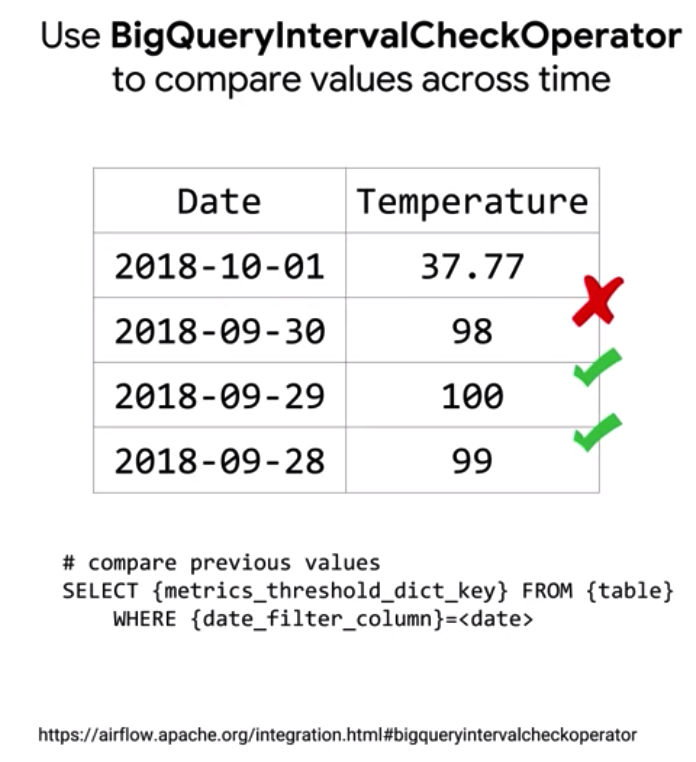 Use BigQueryIntervalCheckOperator
to compare values across time
Date Temperature
2018-10-01 37.77
2018-09-30 98
2018-09-29 100
2018-09-28 99
# compare previous values
SELECT {metrics_threshold_dict_key} FROM {table}
WHERE {date_filter_column}=<date>
https://airflow.apache.org/integration.html#bigqueryintervalcheckoperator